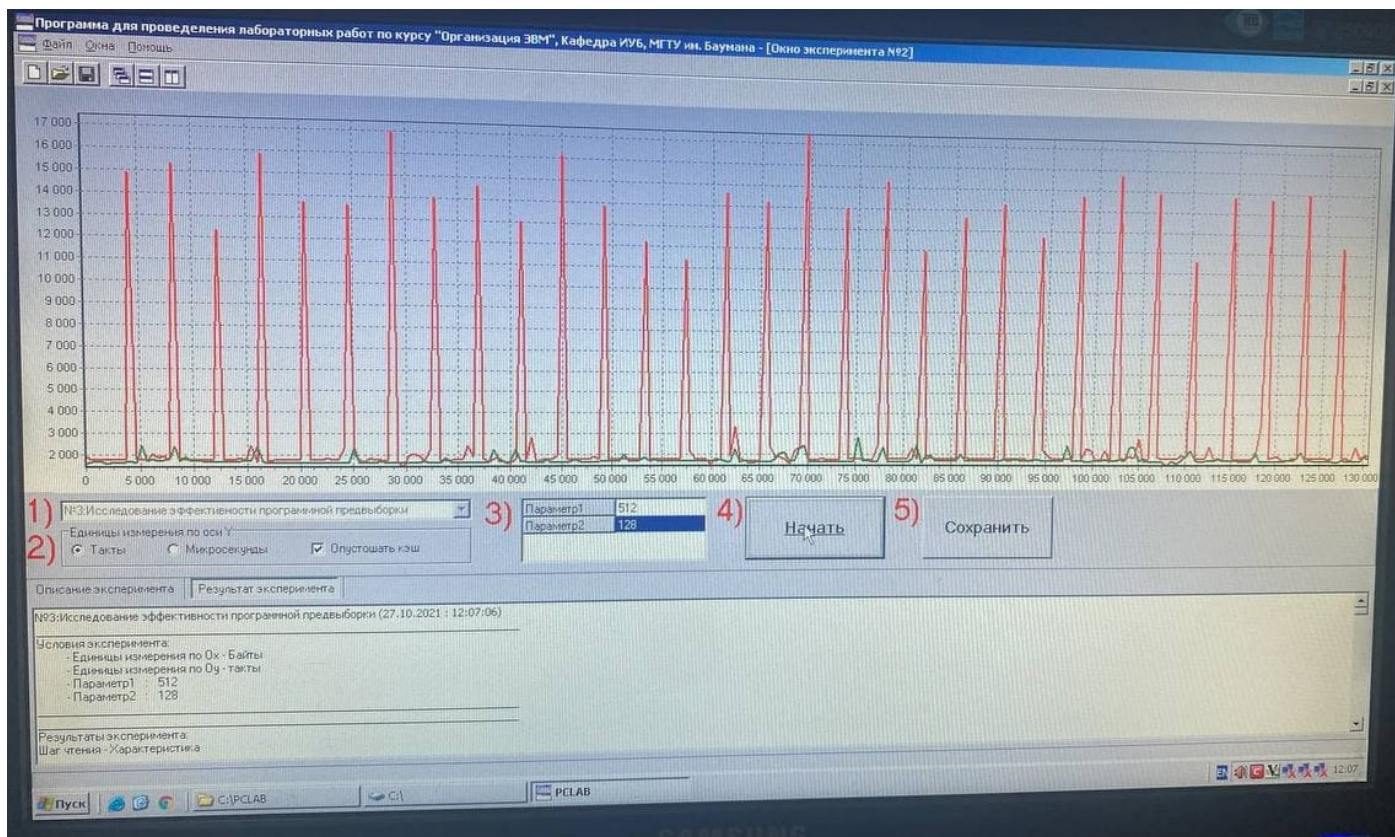 Программа для проведеления лабораторных работ по курсу "Организация ЭВМ", Кафедра ИУ6, МГТУ им. Баумана - [Окно эксперимента №2]
Файл Окна Помощь
17 000
16 000
15 000
14 000
13 000
12 000
11 000
10 000
9 000
8 000
7 000
6 000
5 000
4 000
3 000
2 000
0 5 000 10 000 15 000 20 000 25 000 30 000 35 000 40 000 45 000 50 000 55 000 60 000 65 000 70 000 75 000 80 000 85 000 90 000 95 000 100 000 105 000 110 000 115 000 120 000 125 000 130 000
1) №3:Исследование эффективности программной предвыборки
Единицы измерения по оси Y
2) Такты Микросекунды Опустошать кэш
3) Параметр1 512
Параметр2 128
4) Начать
5) Сохранить
Описание эксперимента Результат эксперимента
№3:Исследование эффективности программной предвыборки (27.10.2021 : 12:07:06)
Условия эксперимента:
- Единицы измерения по Ox - Байты
- Единицы измерения по Oy - такты
- Параметр1 : 512
- Параметр2 : 128
Результаты эксперимента:
Шаг чтения - Характеристика
Пуск C:\PCLAB C:\ PCLAB EN 12:07
SAMSUNG